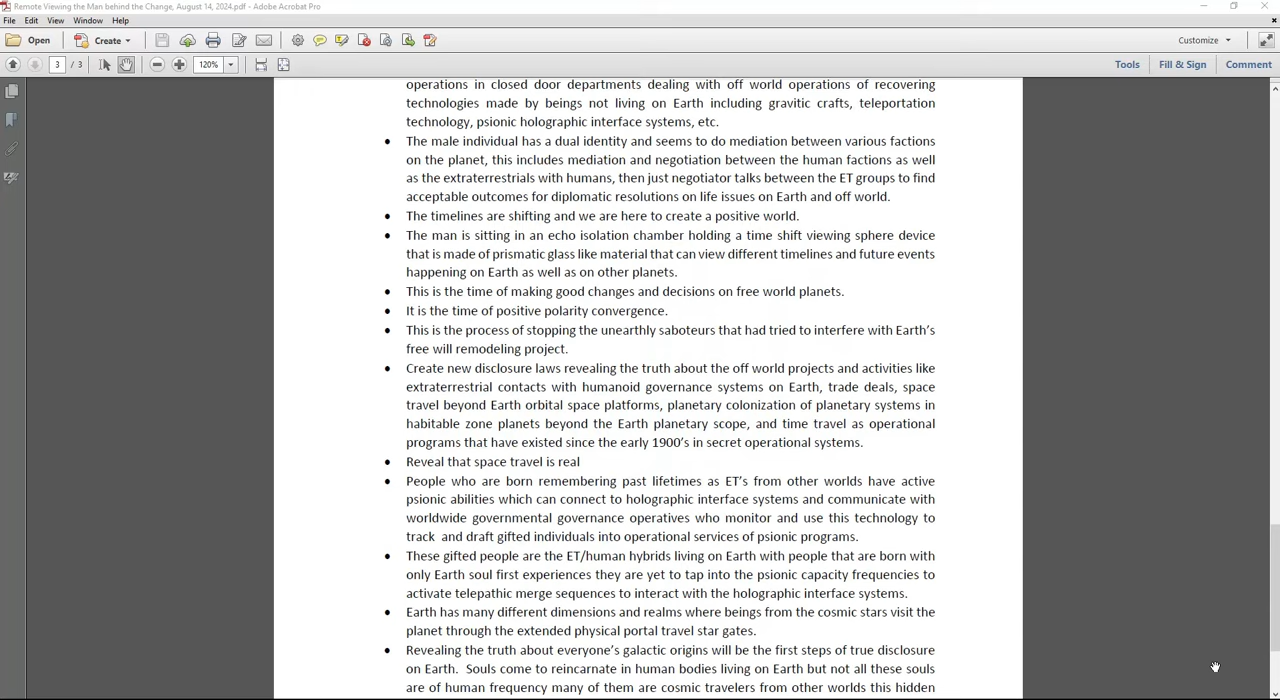 Remote Viewing the Man behind the Change, August 14, 2024.pdf - Adobe Acrobat Pro
File Edit View Window Help
Open Create Customize
3 / 3 120% Tools Fill & Sign Comment
operations in closed door departments dealing with off world operations of recovering
technologies made by beings not living on Earth including gravitic crafts, teleportation
technology, psionic holographic interface systems, etc.
• The male individual has a dual identity and seems to do mediation between various factions
on the planet, this includes mediation and negotiation between the human factions as well
as the extraterrestrials with humans, then just negotiator talks between the ET groups to find
acceptable outcomes for diplomatic resolutions on life issues on Earth and off world.
• The timelines are shifting and we are here to create a positive world.
• The man is sitting in an echo isolation chamber holding a time shift viewing sphere device
that is made of prismatic glass like material that can view different timelines and future events
happening on Earth as well as on other planets.
• This is the time of making good changes and decisions on free world planets.
• It is the time of positive polarity convergence.
• This is the process of stopping the unearthly saboteurs that had tried to interfere with Earth's
free will remodeling project.
• Create new disclosure laws revealing the truth about the off world projects and activities like
extraterrestrial contacts with humanoid governance systems on Earth, trade deals, space
travel beyond Earth orbital space platforms, planetary colonization of planetary systems in
habitable zone planets beyond the Earth planetary scope, and time travel as operational
programs that have existed since the early 1900's in secret operational systems.
• Reveal that space travel is real
• People who are born remembering past lifetimes as ET's from other worlds have active
psionic abilities which can connect to holographic interface systems and communicate with
worldwide governmental governance operatives who monitor and use this technology to
track and draft gifted individuals into operational services of psionic programs.
• These gifted people are the ET/human hybrids living on Earth with people that are born with
only Earth soul first experiences they are yet to tap into the psionic capacity frequencies to
activate telepathic merge sequences to interact with the holographic interface systems.
• Earth has many different dimensions and realms where beings from the cosmic stars visit the
planet through the extended physical portal travel star gates.
• Revealing the truth about everyone's galactic origins will be the first steps of true disclosure
on Earth. Souls come to reincarnate in human bodies living on Earth but not all these souls
are of human frequency many of them are cosmic travelers from other worlds this hidden